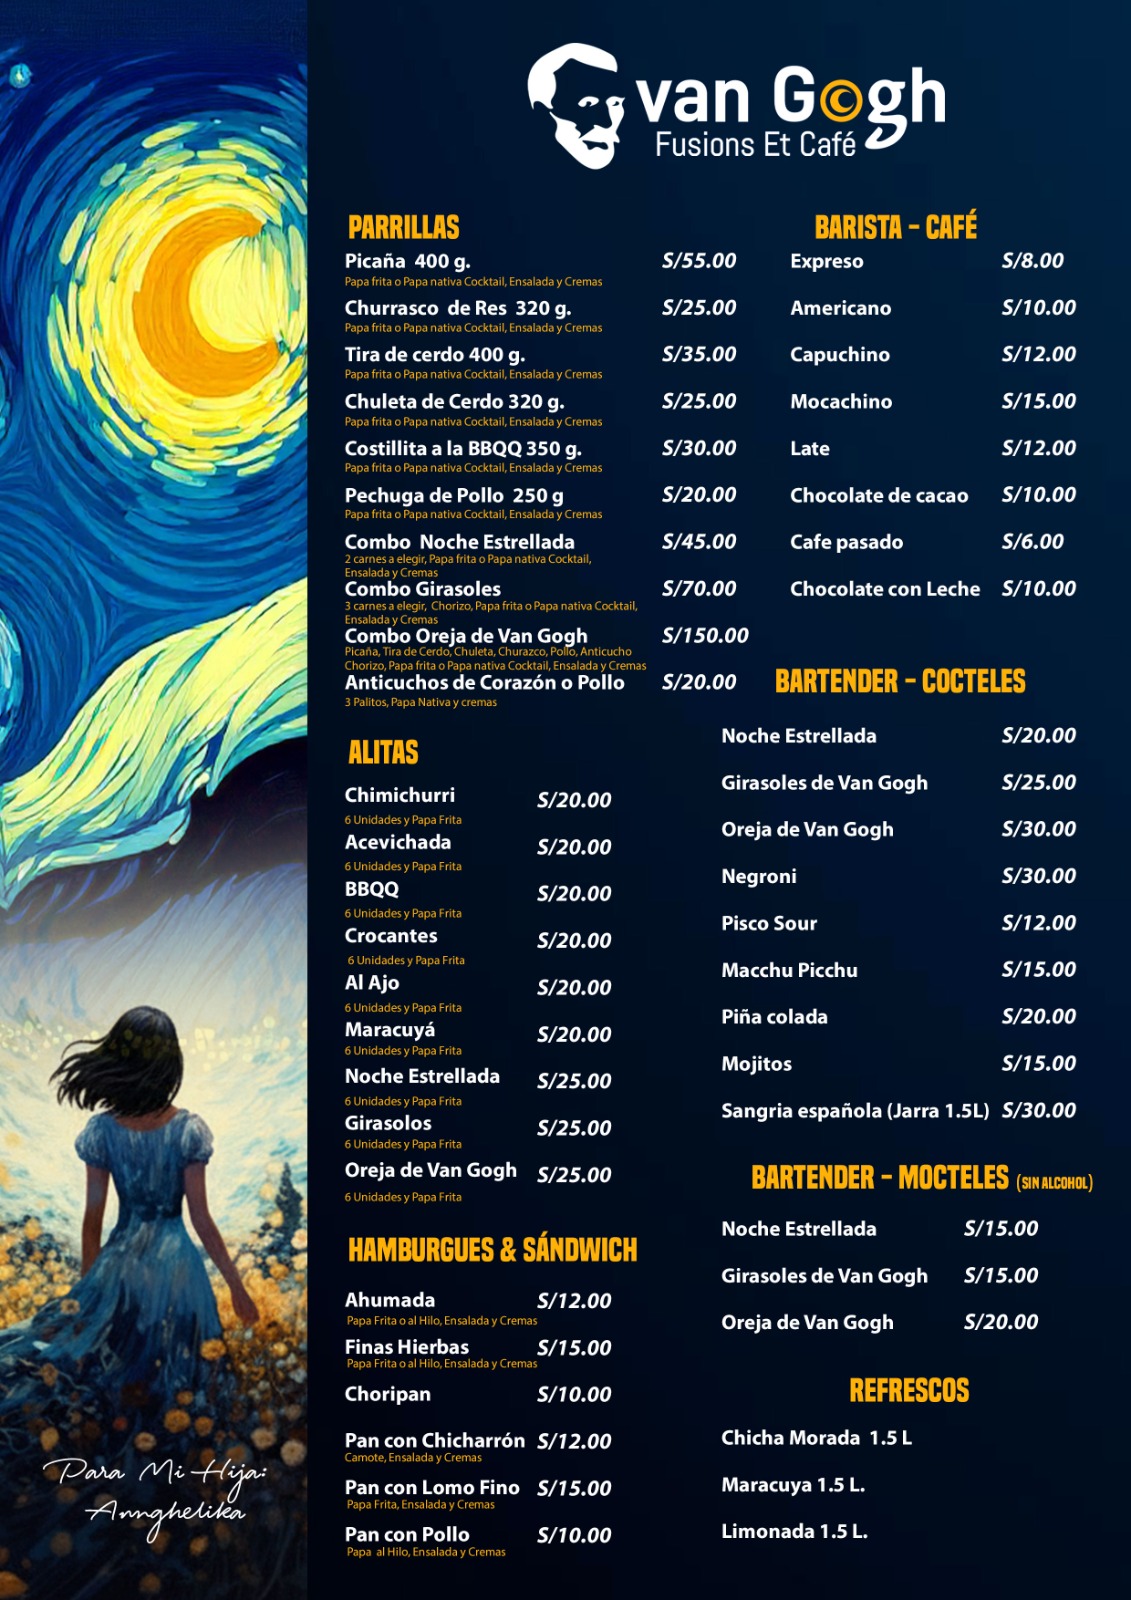 van Gogh
Fusions Et Café
PARRILLAS
Picaña 400 g. S/55.00
Papa frita o Papa nativa Cocktail, Ensalada y Cremas
Churrasco de Res 320 g. S/25.00
Papa frita o Papa nativa Cocktail, Ensalada y Cremas
Tira de cerdo 400 g. S/35.00
Papa frita o Papa nativa Cocktail, Ensalada y Cremas
Chuleta de Cerdo 320 g. S/25.00
Papa frita o Papa nativa Cocktail, Ensalada y Cremas
Costillita a la BBQQ 350 g. S/30.00
Papa frita o Papa nativa Cocktail, Ensalada y Cremas
Pechuga de Pollo 250 g S/20.00
Papa frita o Papa nativa Cocktail, Ensalada y Cremas
Combo Noche Estrellada S/45.00
2 carnes a elegir, Papa frita o Papa nativa Cocktail,
Ensalada y Cremas
Combo Girasoles S/70.00
3 carnes a elegir, Chorizo, Papa frita o Papa nativa Cocktail,
Ensalada y Cremas
Combo Oreja de Van Gogh S/150.00
Picaña, Tira de Cerdo, Chuleta, Churazco, Pollo, Anticucho
Chorizo, Papa frita o Papa nativa Cocktail, Ensalada y Cremas
Anticuchos de Corazón o Pollo S/20.00
3 Palitos, Papa Nativa y cremas
ALITAS
Chimichurri S/20.00
6 Unidades y Papa Frita
Acevichada S/20.00
6 Unidades y Papa Frita
BBQQ S/20.00
6 Unidades y Papa Frita
Crocantes S/20.00
6 Unidades y Papa Frita
Al Ajo S/20.00
6 Unidades y Papa Frita
Maracuyá S/20.00
6 Unidades y Papa Frita
Noche Estrellada S/25.00
6 Unidades y Papa Frita
Girasolos S/25.00
6 Unidades y Papa Frita
Oreja de Van Gogh S/25.00
6 Unidades y Papa Frita
HAMBURGUES & SÁNDWICH
Ahumada S/12.00
Papa Frita o al Hilo, Ensalada y Cremas
Finas Hierbas S/15.00
Papa Frita o al Hilo, Ensalada y Cremas
Choripan S/10.00
Pan con Chicharrón S/12.00
Camote, Ensalada y Cremas
Pan con Lomo Fino S/15.00
Papa Frita, Ensalada y Cremas
Pan con Pollo S/10.00
Papa al Hilo, Ensalada y Cremas
BARISTA - CAFÉ
Expreso S/8.00
Americano S/10.00
Capuchino S/12.00
Mocachino S/15.00
Late S/12.00
Chocolate de cacao S/10.00
Cafe pasado S/6.00
Chocolate con Leche S/10.00
BARTENDER - COCTELES
Noche Estrellada S/20.00
Girasoles de Van Gogh S/25.00
Oreja de Van Gogh S/30.00
Negroni S/30.00
Pisco Sour S/12.00
Macchu Picchu S/15.00
Piña colada S/20.00
Mojitos S/15.00
Sangria española (Jarra 1.5L) S/30.00
BARTENDER - MOCTELES (SIN ALCOHOL)
Noche Estrellada S/15.00
Girasoles de Van Gogh S/15.00
Oreja de Van Gogh S/20.00
REFRESCOS
Chicha Morada 1.5 L
Maracuya 1.5 L.
Limonada 1.5 L.
Para Mi Hija:
Annghelika